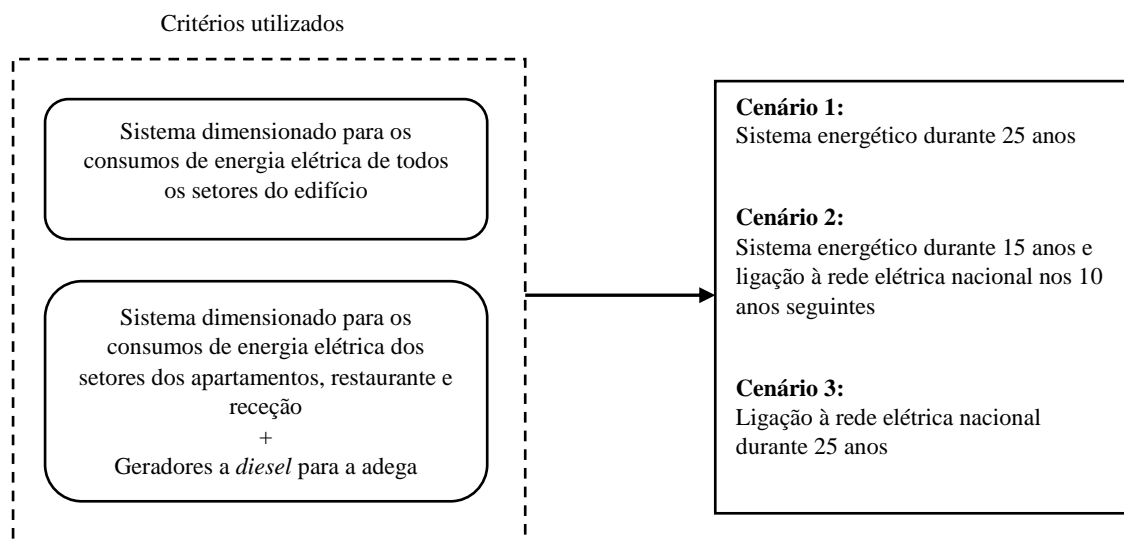 Critérios utilizados
Sistema dimensionado para os
consumos de energia elétrica de todos
os setores do edifício
Sistema dimensionado para os
consumos de energia elétrica dos
setores dos apartamentos, restaurante e
receção
+
Geradores a diesel para a adega
Cenário 1:
Sistema energético durante 25 anos
Cenário 2:
Sistema energético durante 15 anos e
ligação à rede elétrica nacional nos 10
anos seguintes
Cenário 3:
Ligação à rede elétrica nacional
durante 25 anos